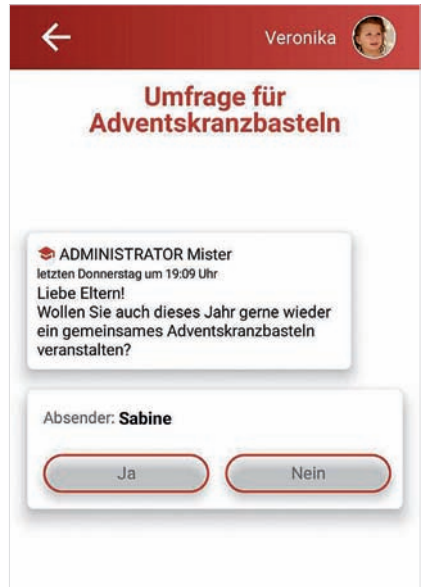 Veronika
Umfrage für
Adventskranzbasteln
ADMINISTRATOR Mister
letzten Donnerstag um 19:09 Uhr
Liebe Eltern!
Wollen Sie auch dieses Jahr gerne wieder
ein gemeinsames Adventskranzbasteln
veranstalten?
Absender: Sabine
Ja Nein